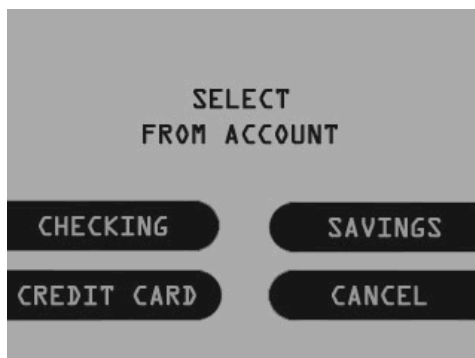 SELECT
FROM ACCOUNT
CHECKING
SAVINGS
CREDIT CARD
CANCEL